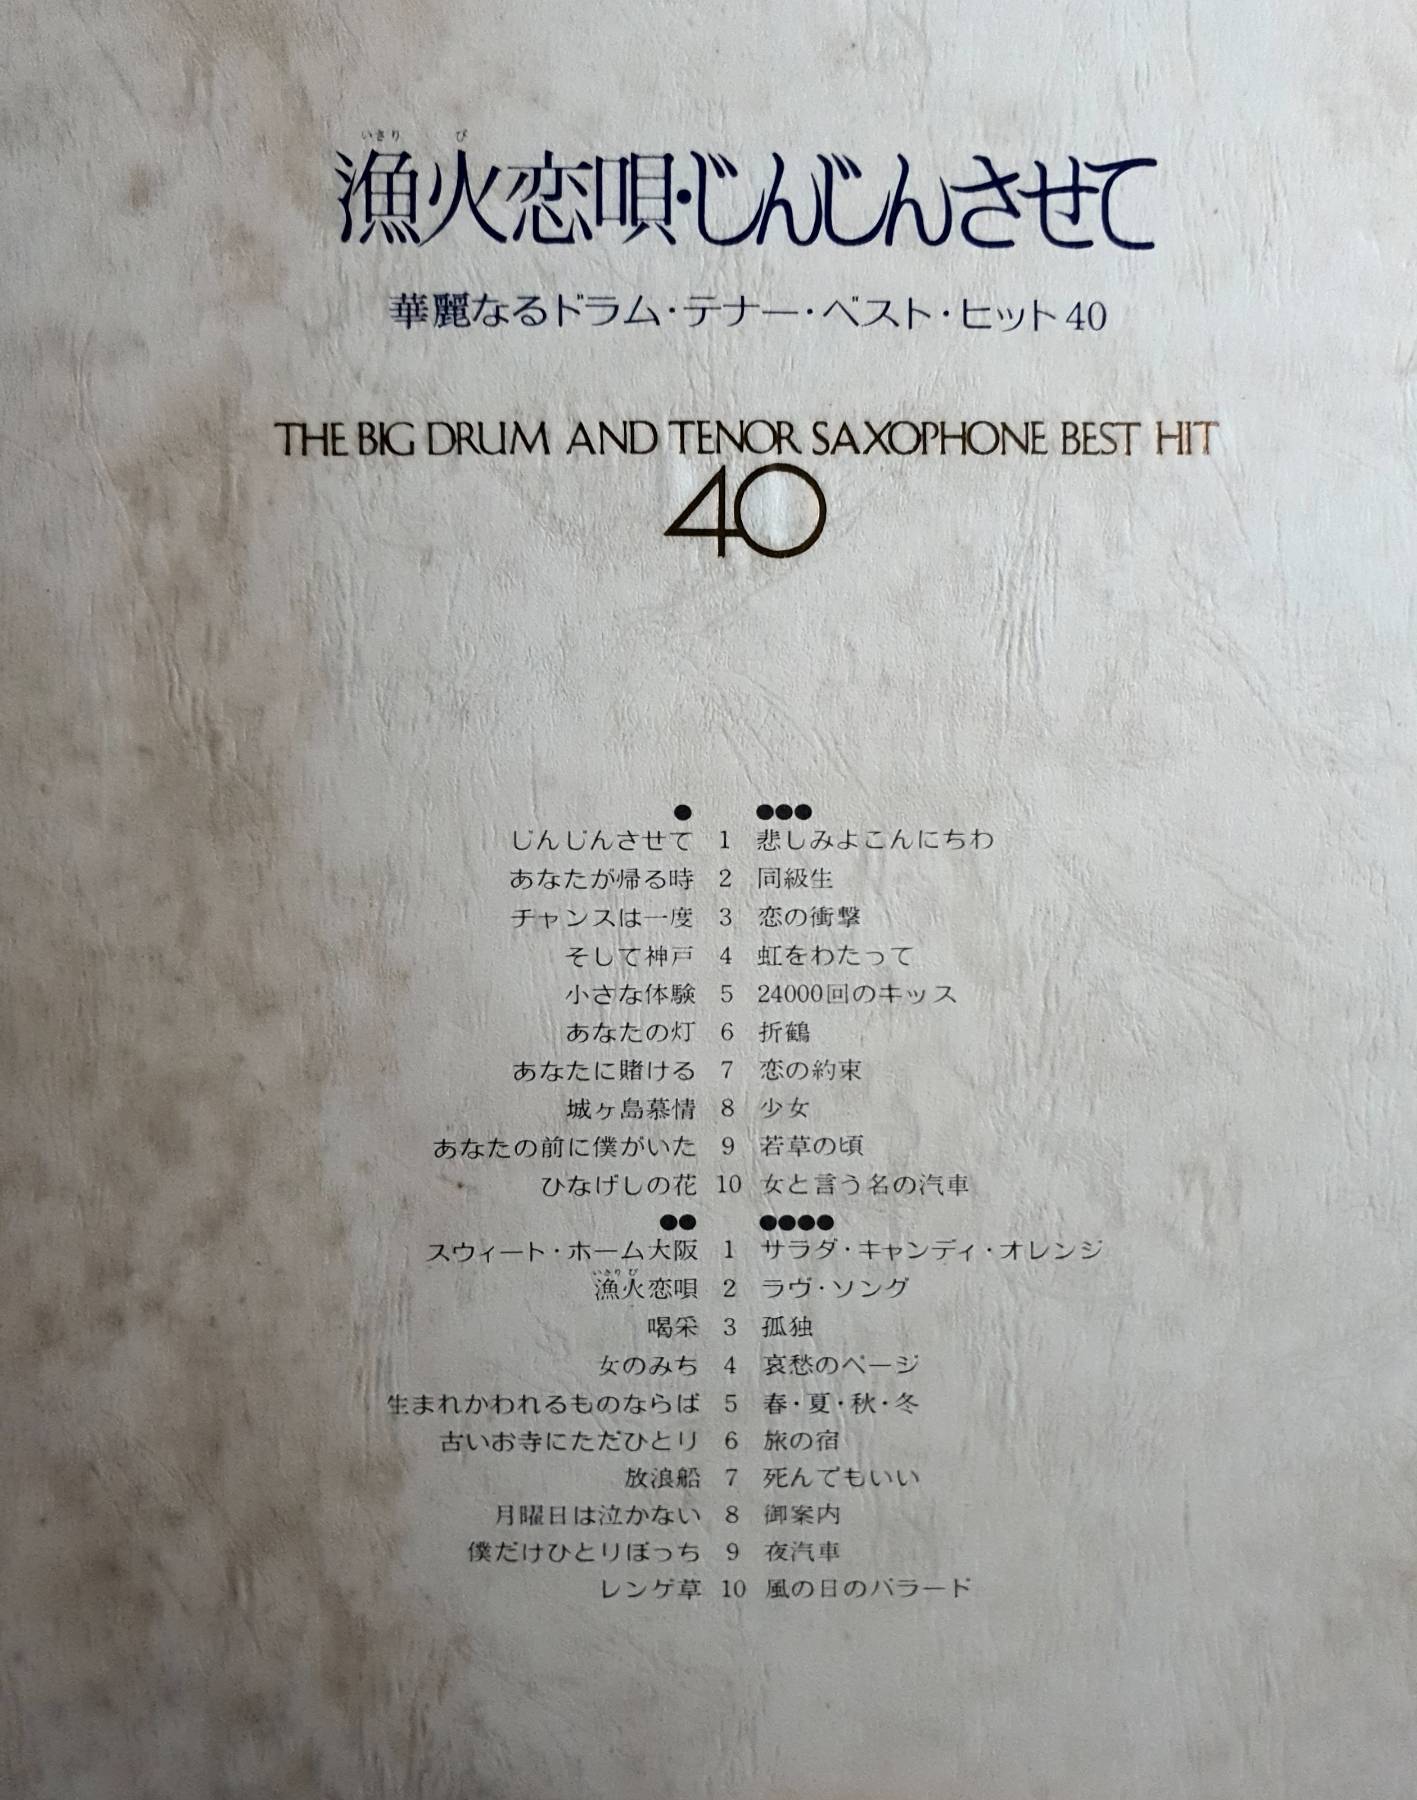 漁火恋唄・じんじんさせて
華麗なるドラム・テナー・ベスト・ヒット40
THE BIG DRUM AND TENOR SAXOPHONE BEST HIT
40
●
じんじんさせて 1
あなたが帰る時 2
チャンスは一度 3
そして神戸 4
小さな体験 5
あなたの灯 6
あなたに賭ける 7
城ヶ島慕情 8
あなたの前に僕がいた 9
ひなげしの花 10
●●●
悲しみよこんにちわ
同級生
恋の衝撃
虹をわたって
24000回のキッス
折鶴
恋の約束
少女
若草の頃
女と言う名の汽車
●●
スウィート・ホーム大阪 1
漁火恋唄 2
喝采 3
女のみち 4
生まれかわれるものならば 5
古いお寺にただひとり 6
放浪船 7
月曜日は泣かない 8
僕だけひとりぼっち 9
レンゲ草 10
●●●●
サラダ・キャンディ・オレンジ
ラヴ・ソング
孤独
哀愁のページ
春・夏・秋・冬
旅の宿
死んでもいい
御案内
夜汽車
風の日のバラード